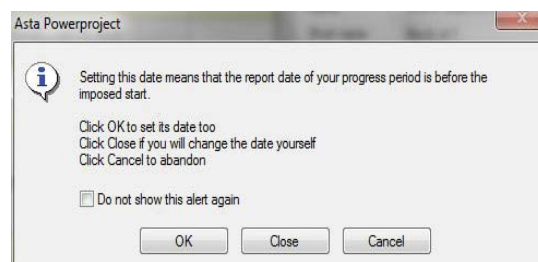 Asta Powerproject
Setting this date means that the report date of your progress period is before the
imposed start.
Click OK to set its date too
Click Close if you will change the date yourself
Click Cancel to abandon
Do not show this alert again
OK Close Cancel